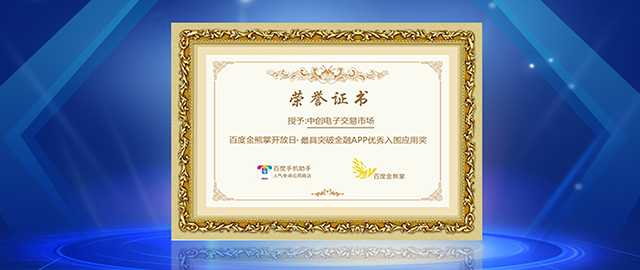 荣誉证书
授予:中创电子交易市场
百度金熊掌开放日·最具突破金融APP优秀入围应用奖
百度手机助手
人气安卓应用商店
百度金熊掌